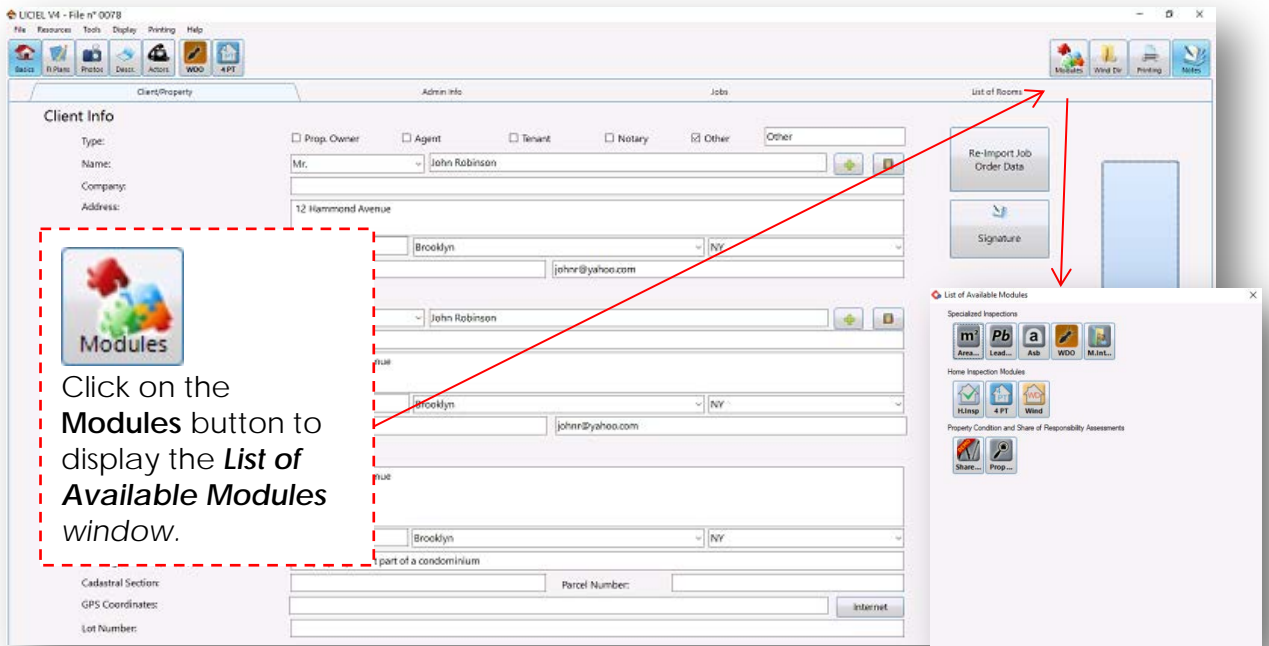 LICIEL V4 - File n° 0078
File Resources Tools Display Printing Help
Basics R.Plans Photos Descr. Actors WDO 4 PT Modules Wind Dir Printing Notes
Client/Property Admin Info Jobs List of Rooms
Client Info
Type: Prop. Owner Agent Tenant Notary Other Other
Name: Mr. John Robinson
Re-Import Job
Order Data
Company:
Address: 12 Hammond Avenue
Signature
Brooklyn NY
johnr@yahoo.com
Modules
Click on the
Modules button to
display the List of
Available Modules
window.
John Robinson
nue
Brooklyn NY
johnr@yahoo.com
nue
Brooklyn NY
part of a condominium
Cadastral Section: Parcel Number:
GPS Coordinates: Internet
Lot Number:
List of Available Modules
Specialized Inspections
m² Pb a
Area... Lead... Asb WDO M.Int...
Home Inspection Modules
4 PT WD
H.Insp 4 PT Wind
Property Condition and Share of Responsibility Assessments
Share... Prop...